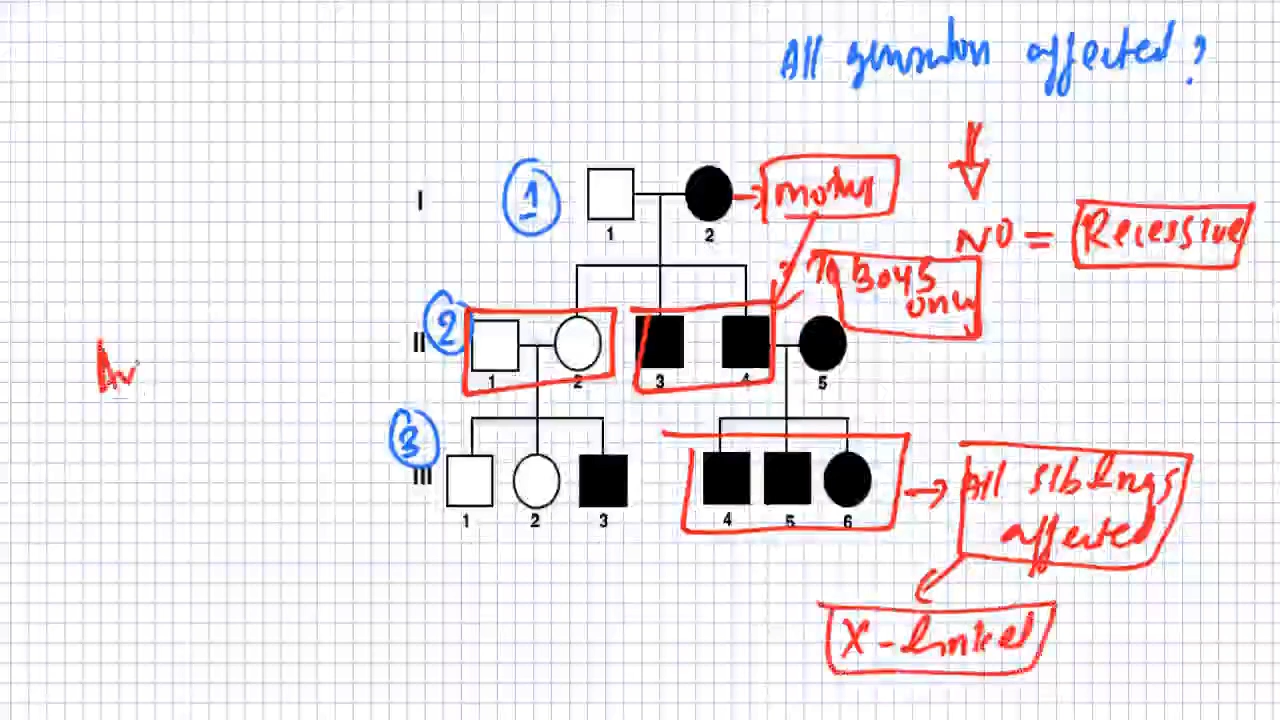 All generation affected?
I
1
1
2
mother
NO = Recessive
Boys
only
II
2
1
2
3
4
5
3
III
1
2
3
4
5
6
All siblings
affected
X-linked